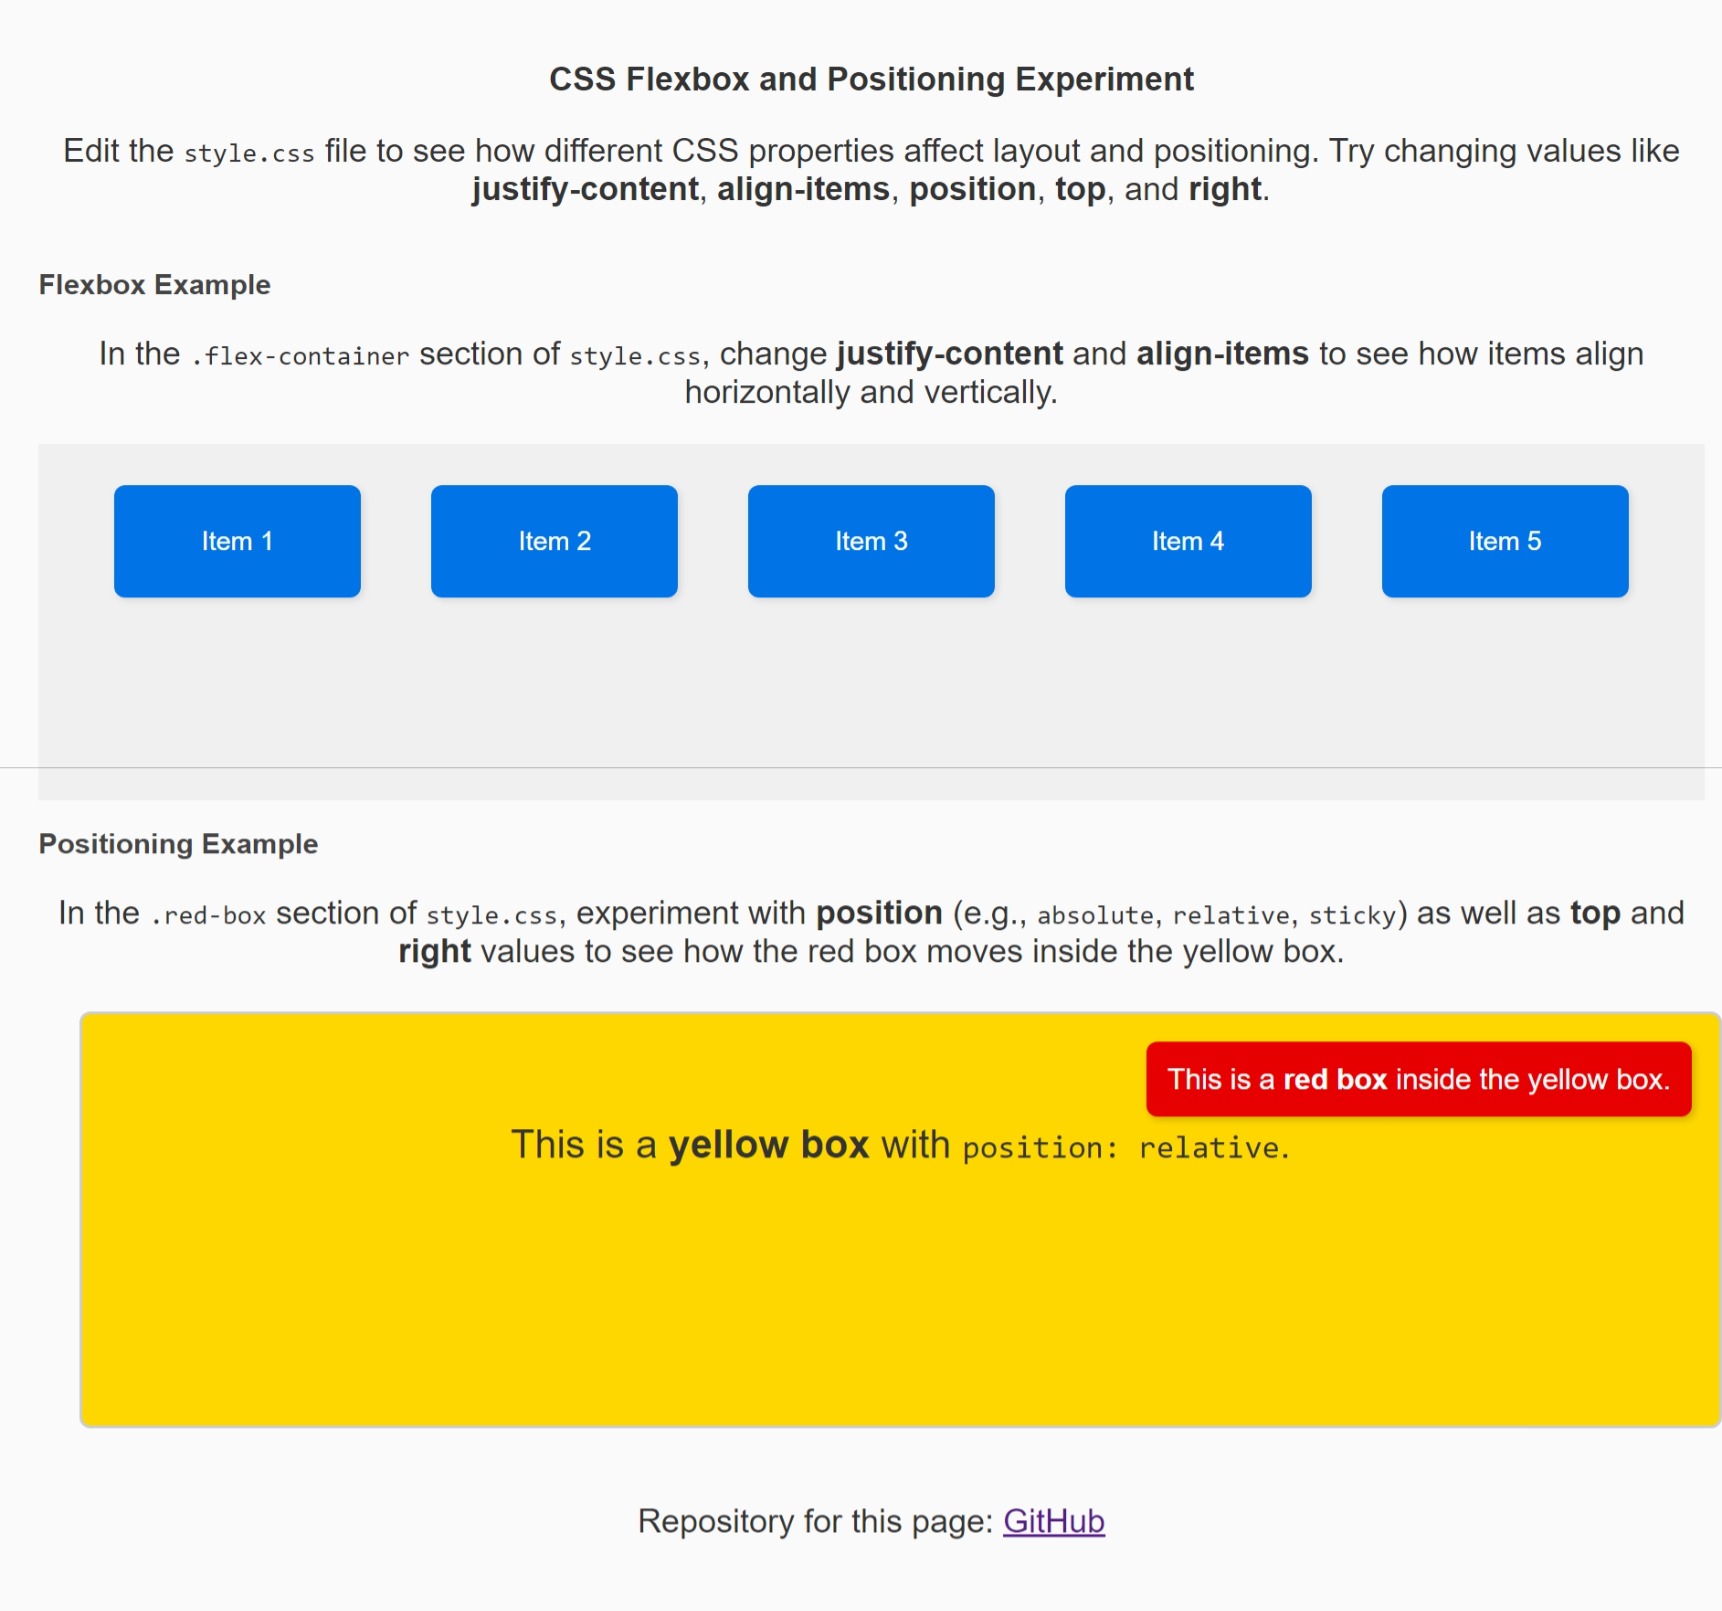 CSS Flexbox and Positioning Experiment
Edit the style.css file to see how different CSS properties affect layout and positioning. Try changing values like
justify-content, align-items, position, top, and right.
Flexbox Example
In the .flex-container section of style.css, change justify-content and align-items to see how items align
horizontally and vertically.
Item 1
Item 2
Item 3
Item 4
Item 5
Positioning Example
In the .red-box section of style.css, experiment with position (e.g., absolute, relative, sticky) as well as top and
right values to see how the red box moves inside the yellow box.
This is a red box inside the yellow box.
This is a yellow box with position: relative.
Repository for this page: GitHub